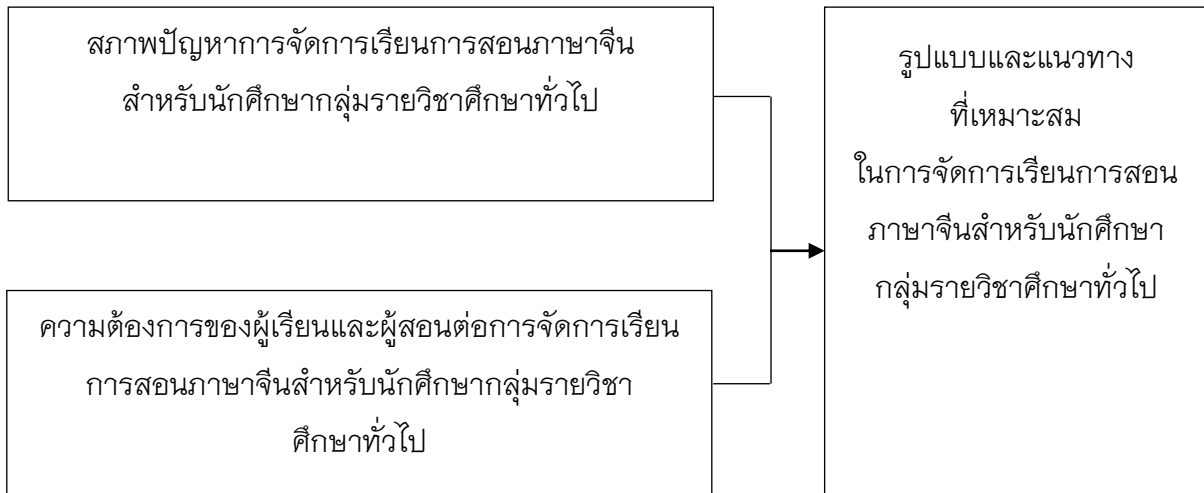 สภาพปัญหาการจัดการเรียนการสอนภาษาจีน
สำหรับนักศึกษากลุ่มรายวิชาศึกษาทั่วไป
ความต้องการของผู้เรียนและผู้สอนต่อการจัดการเรียน
การสอนภาษาจีนสำหรับนักศึกษากลุ่มรายวิชา
ศึกษาทั่วไป
รูปแบบและแนวทาง
ที่เหมาะสม
ในการจัดการเรียนการสอน
ภาษาจีนสำหรับนักศึกษา
กลุ่มรายวิชาศึกษาทั่วไป